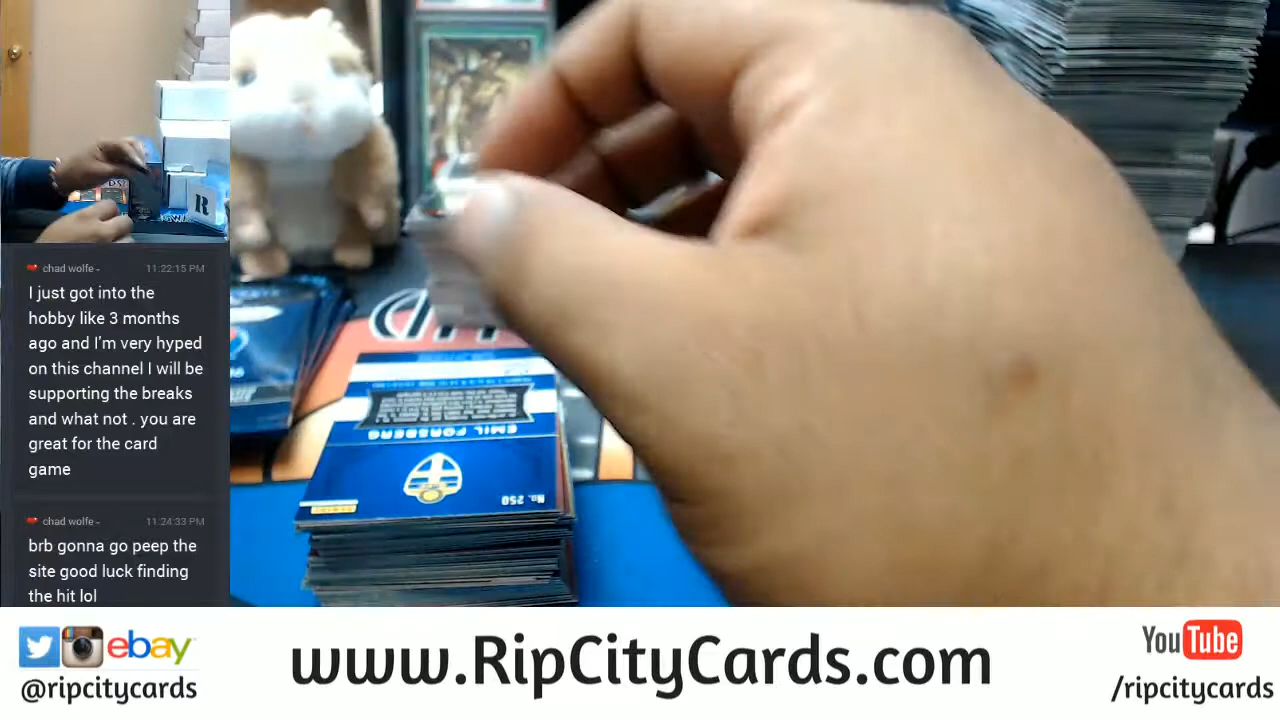 chad wolfe - 11:22:15 PM
I just got into the
hobby like 3 months
ago and I'm very hyped
on this channel I will be
supporting the breaks
and what not . you are
great for the card
game
chad wolfe - 11:24:33 PM
brb gonna go peep the
site good luck finding
the hit lol
R
EMIL FORSBERG
No. 250
PANINI
ebay
@ripcitycards
www.RipCityCards.com
YouTube
/ripcitycards